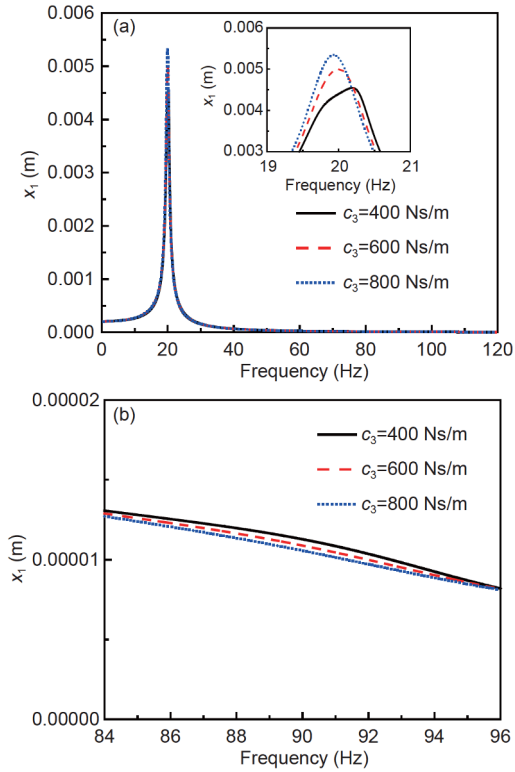 (a)
0.006
0.005
0.004
0.003
0.002
0.001
0.000
x₁ (m)
0.006
0.005
0.004
0.003
x₁ (m)
19 20 21
Frequency (Hz)
c₃=400 Ns/m
c₃=600 Ns/m
c₃=800 Ns/m
0 20 40 60 80 100 120
Frequency (Hz)
(b)
0.00002
0.00001
0.00000
x₁ (m)
c₃=400 Ns/m
c₃=600 Ns/m
c₃=800 Ns/m
84 86 88 90 92 94 96
Frequency (Hz)